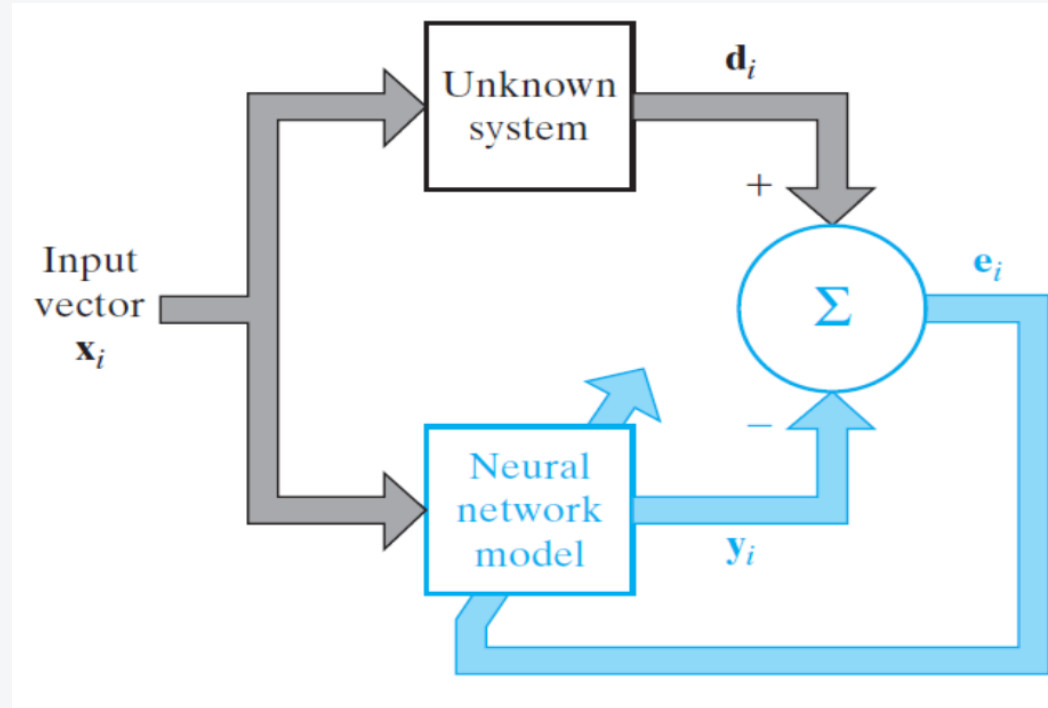 Unknown
system
d_i
+
Input
vector
x_i
Σ
e_i
−
Neural
network
model
y_i